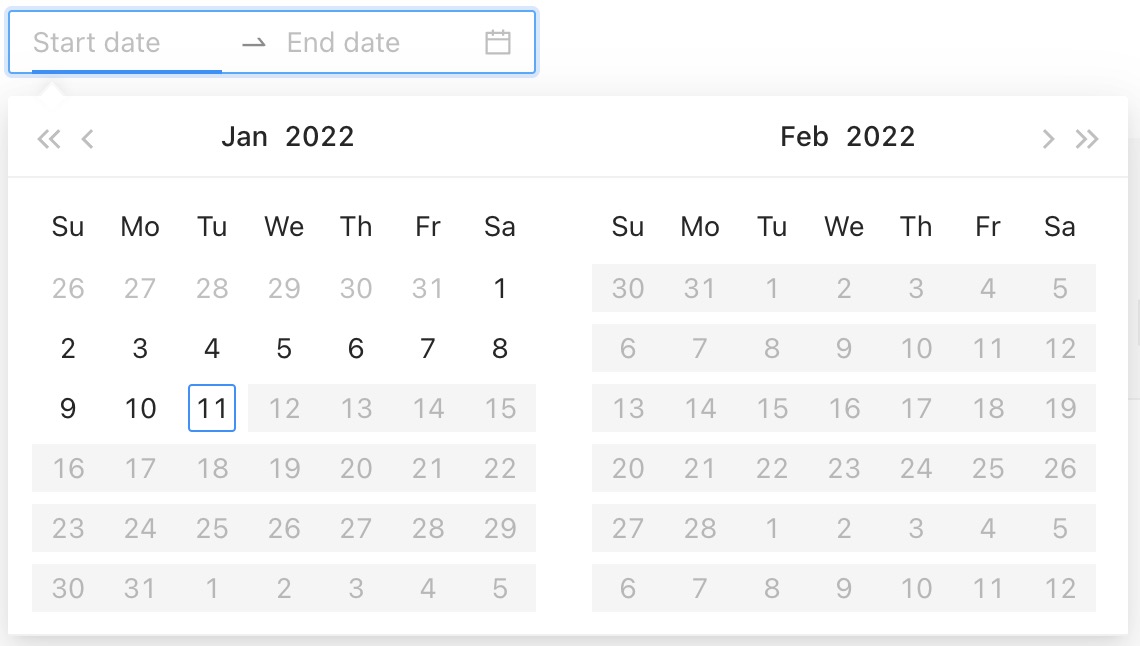 Start date → End date
Jan 2022 Feb 2022
Su Mo Tu We Th Fr Sa Su Mo Tu We Th Fr Sa
26 27 28 29 30 31 1 30 31 1 2 3 4 5
2 3 4 5 6 7 8 6 7 8 9 10 11 12
9 10 11 12 13 14 15 13 14 15 16 17 18 19
16 17 18 19 20 21 22 20 21 22 23 24 25 26
23 24 25 26 27 28 29 27 28 1 2 3 4 5
30 31 1 2 3 4 5 6 7 8 9 10 11 12